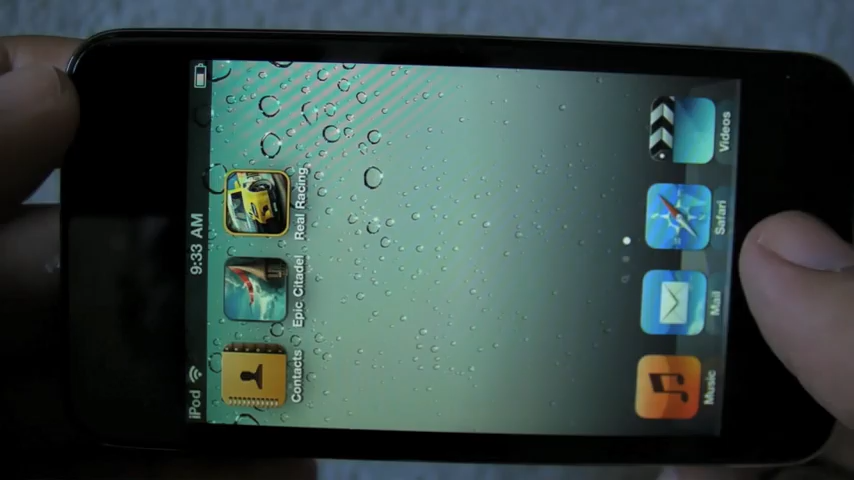 iPod 9:33 AM
Contacts Epic Citadel Real Racing
Music Mail Safari Videos